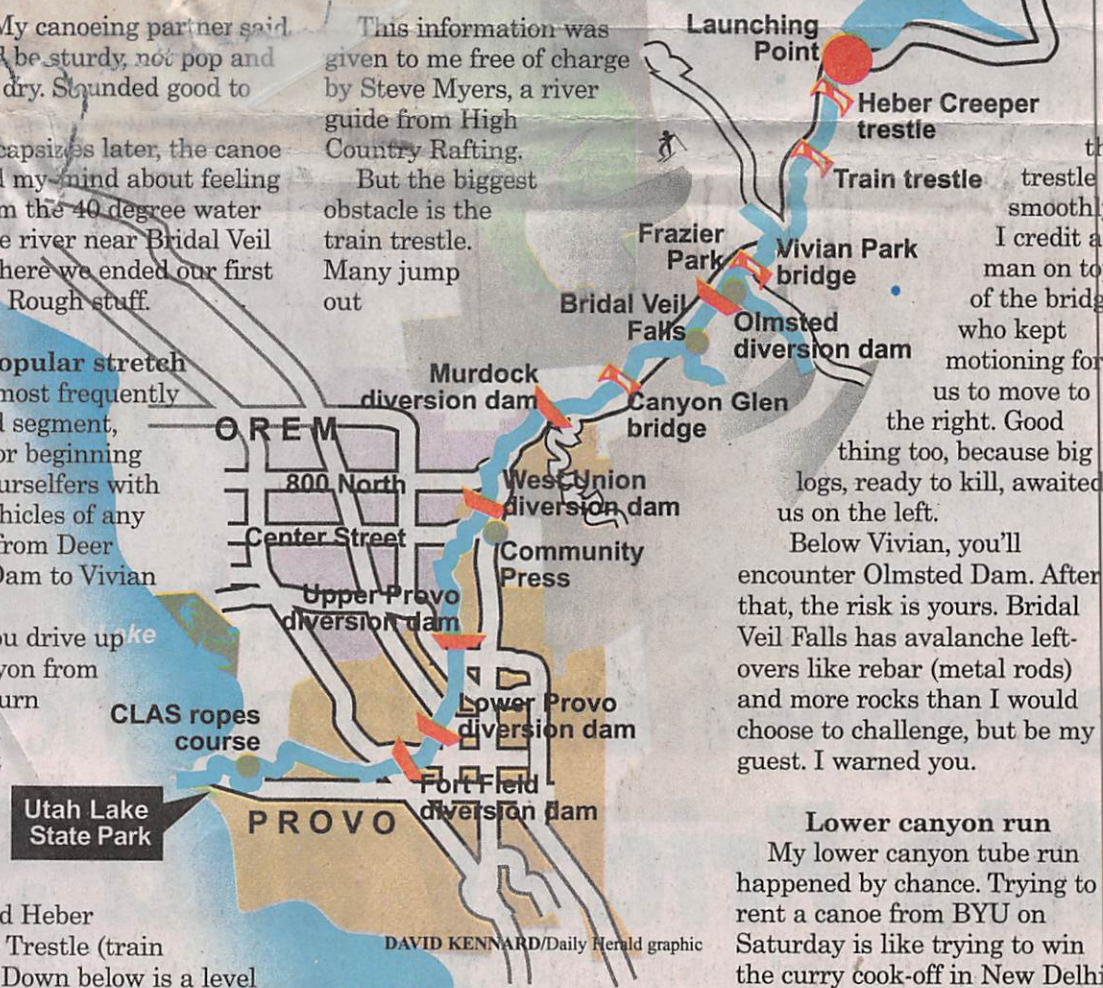 My canoeing partner said
be sturdy, not pop and
dry. Sounded good to
capsizes later, the canoe
my mind about feeling
the 40 degree water
river near Bridal Veil
here we ended our first
Rough stuff.
opular stretch
most frequently
segment,
or beginning
urselfers with
hicles of any
from Deer
Dam to Vivian
ou drive up
yon from
urn
d Heber
Trestle (train
Down below is a level
This information was
given to me free of charge
by Steve Myers, a river
guide from High
Country Rafting.
But the biggest
obstacle is the
train trestle.
Many jump
out
Launching
Point
Heber Creeper
trestle
Train trestle
Frazier
Park
Vivian Park
bridge
Bridal Veil
Falls
Olmsted
diversion dam
Murdock
diversion dam
Canyon Glen
bridge
OREM
800 North
West Union
diversion dam
Center Street
Community
Press
Upper Provo
diversion dam
Lake
Lower Provo
diversion dam
CLAS ropes
course
Fort Field
diversion dam
Utah Lake
State Park
PROVO
DAVID KENNARD/Daily Herald graphic
th
trestle
smoothly
I credit a
man on to
of the bridg
who kept
motioning for
us to move to
the right. Good
thing too, because big
logs, ready to kill, awaited
us on the left.
Below Vivian, you'll
encounter Olmsted Dam. After
that, the risk is yours. Bridal
Veil Falls has avalanche left-
overs like rebar (metal rods)
and more rocks than I would
choose to challenge, but be my
guest. I warned you.
Lower canyon run
My lower canyon tube run
happened by chance. Trying to
rent a canoe from BYU on
Saturday is like trying to win
the curry cook-off in New Delhi